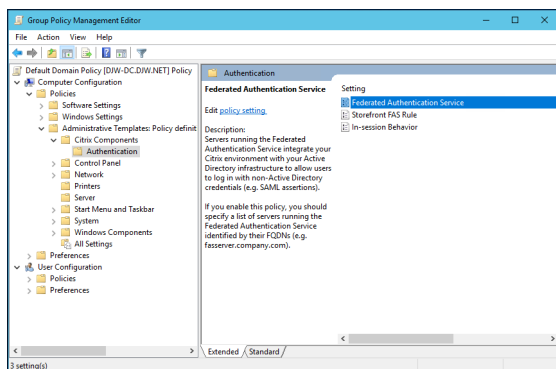 Group Policy Management Editor
File Action View Help
Default Domain Policy [DJW-DC.DJW.NET] Policy
Computer Configuration
Policies
Software Settings
Windows Settings
Administrative Templates: Policy definit
Citrix Components
Authentication
Control Panel
Network
Printers
Server
Start Menu and Taskbar
System
Windows Components
All Settings
Preferences
User Configuration
Policies
Preferences
Authentication
Federated Authentication Service
Edit policy setting.
Description:
Servers running the Federated
Authentication Service integrate your
Citrix environment with your Active
Directory infrastructure to allow users
to log in with non-Active Directory
credentials (e.g. SAML assertions).
If you enable this policy, you should
specify a list of servers running the
Federated Authentication Service
identified by their FQDNs (e.g.
fasserver.company.com).
Setting
Federated Authentication Service
Storefront FAS Rule
In-session Behavior
Extended Standard
3 setting(s)